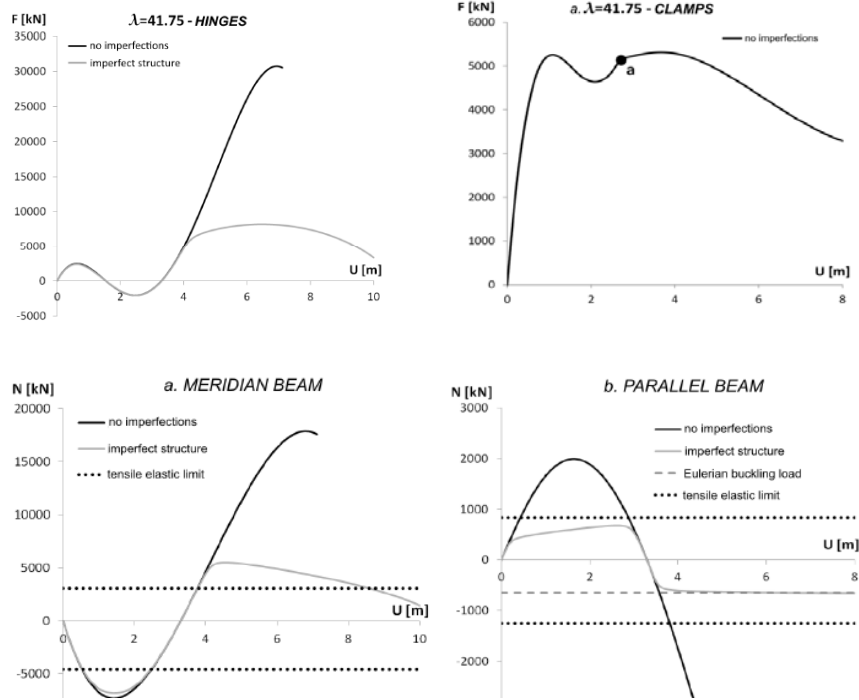 F [kN]
λ=41.75 - HINGES
no imperfections
imperfect structure
35000
30000
25000
20000
15000
10000
5000
0
-5000
0
2
4
6
8
10
U [m]
F [kN]
a. λ=41.75 - CLAMPS
no imperfections
6000
5000
4000
3000
2000
1000
0
a
0
2
4
6
8
U [m]
N [kN]
a. MERIDIAN BEAM
no imperfections
imperfect structure
tensile elastic limit
20000
15000
10000
5000
0
-5000
0
2
4
6
8
10
U [m]
N [kN]
b. PARALLEL BEAM
no imperfections
imperfect structure
Eulerian buckling load
tensile elastic limit
3000
2000
1000
0
-1000
-2000
0
2
4
6
8
U [m]